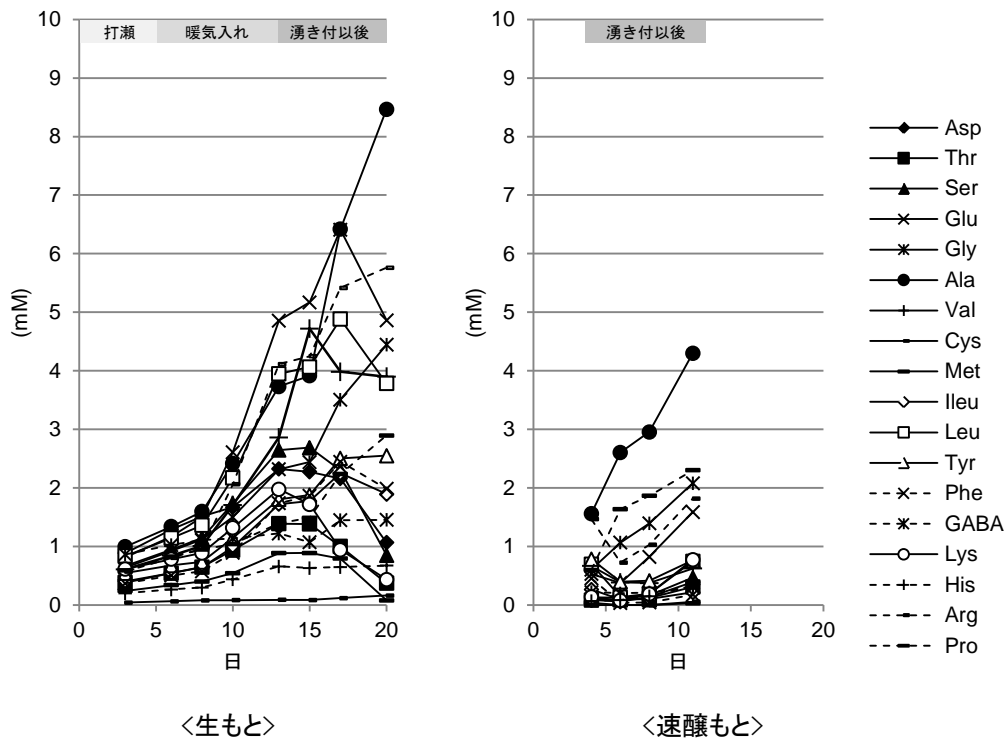 打瀬
暖気入れ
湧き付以後
10
9
8
7
6
5
4
3
2
1
0
(mM)
0
5
10
15
20
日
<生もと>
湧き付以後
10
9
8
7
6
5
4
3
2
1
0
(mM)
0
5
10
15
20
日
<速醸もと>
Asp
Thr
Ser
Glu
Gly
Ala
Val
Cys
Met
Ileu
Leu
Tyr
Phe
GABA
Lys
His
Arg
Pro